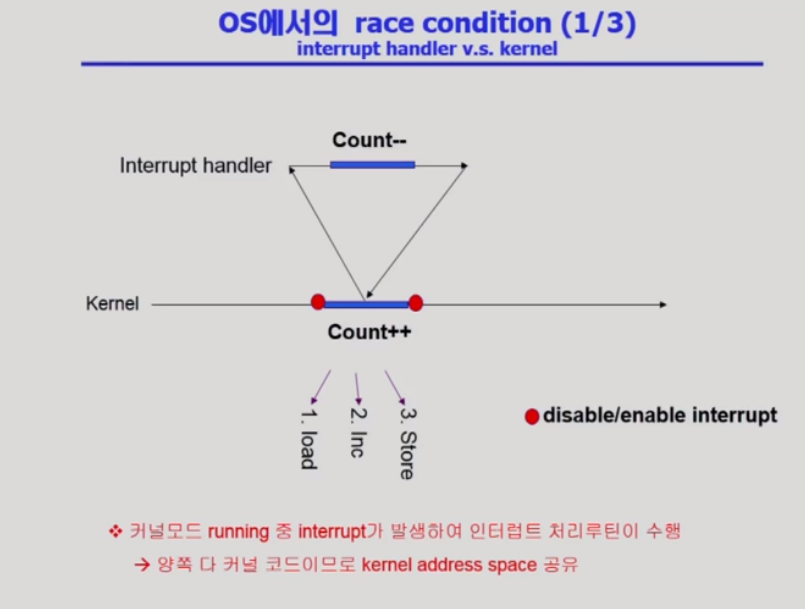 OS에서의 race condition (1/3)
interrupt handler v.s. kernel
Count--
Interrupt handler
Kernel
Count++
1. load
2. Inc
3. Store
disable/enable interrupt
❖ 커널모드 running 중 interrupt가 발생하여 인터럽트 처리루틴이 수행
→ 양쪽 다 커널 코드이므로 kernel address space 공유